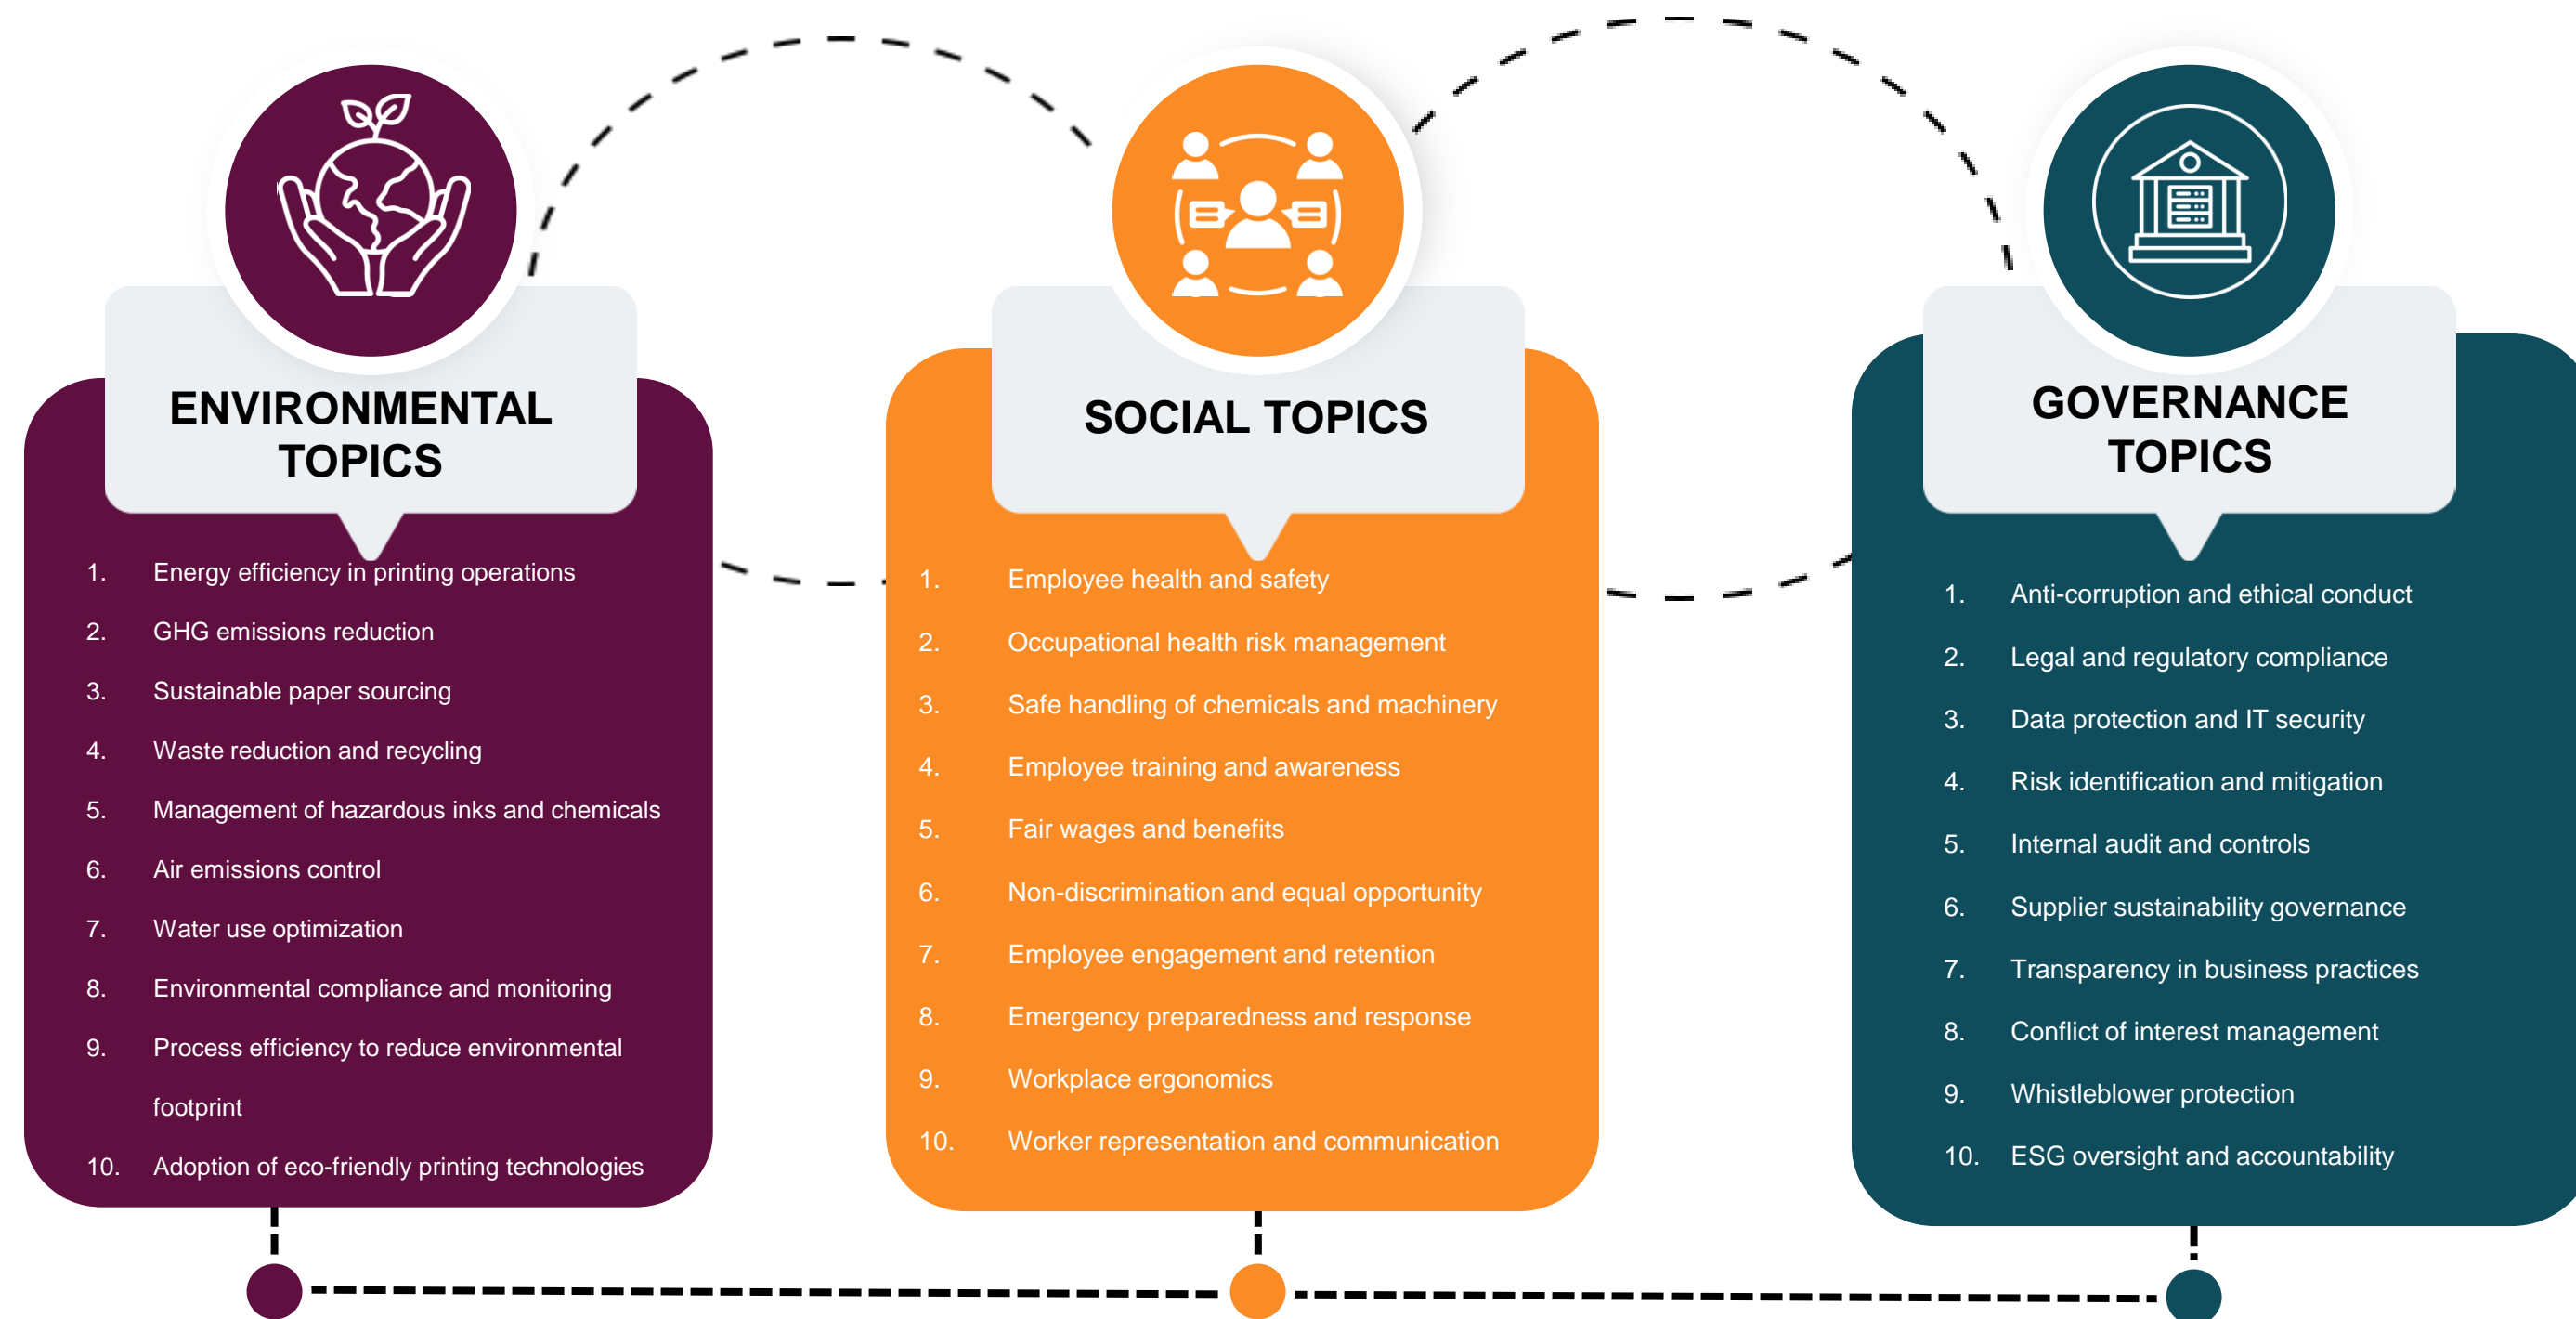 ENVIRONMENTAL
TOPICS
1. Energy efficiency in printing operations
2. GHG emissions reduction
3. Sustainable paper sourcing
4. Waste reduction and recycling
5. Management of hazardous inks and chemicals
6. Air emissions control
7. Water use optimization
8. Environmental compliance and monitoring
9. Process efficiency to reduce environmental
footprint
10. Adoption of eco-friendly printing technologies
SOCIAL TOPICS
1. Employee health and safety
2. Occupational health risk management
3. Safe handling of chemicals and machinery
4. Employee training and awareness
5. Fair wages and benefits
6. Non-discrimination and equal opportunity
7. Employee engagement and retention
8. Emergency preparedness and response
9. Workplace ergonomics
10. Worker representation and communication
GOVERNANCE
TOPICS
1. Anti-corruption and ethical conduct
2. Legal and regulatory compliance
3. Data protection and IT security
4. Risk identification and mitigation
5. Internal audit and controls
6. Supplier sustainability governance
7. Transparency in business practices
8. Conflict of interest management
9. Whistleblower protection
10. ESG oversight and accountability